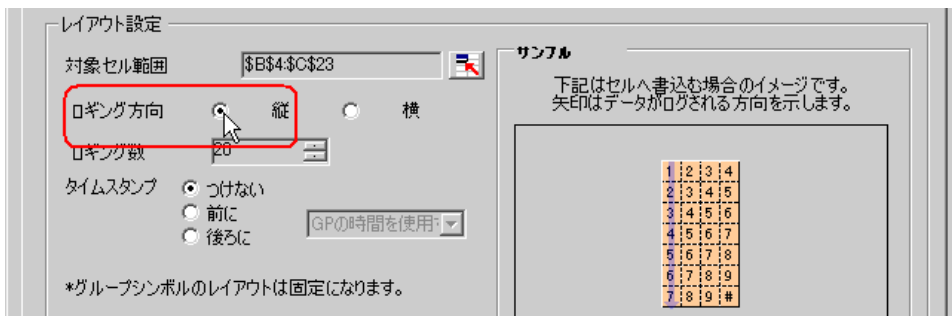 レイアウト設定
対象セル範囲 $B$4:$C$23
ロギング方向 縦 横
ロギング数 20
タイムスタンプ つけない
前に
後ろに
GPの時間を使用
*グループシンボルのレイアウトは固定になります。
サンプル
下記はセルへ書込む場合のイメージです。
矢印はデータがログされる方向を示します。
1 2 3 4
2 3 4 5
3 4 5 6
4 5 6 7
5 6 7 8
6 7 8 9
7 8 9 #